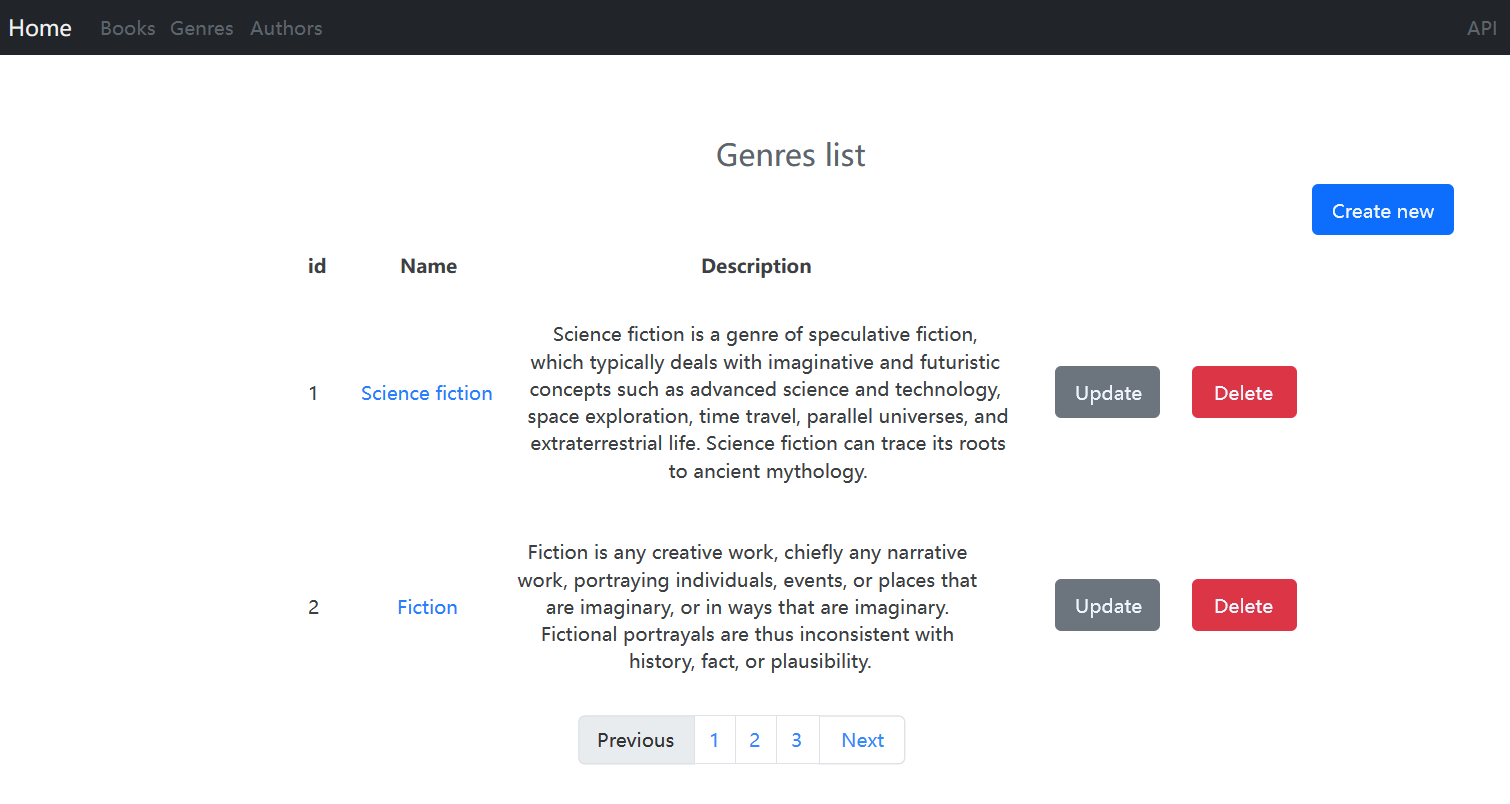 Home Books Genres Authors API
Genres list
Create new
id Name Description
Science fiction is a genre of speculative fiction,
which typically deals with imaginative and futuristic
1 Science fiction concepts such as advanced science and technology, Update Delete
space exploration, time travel, parallel universes, and
extraterrestrial life. Science fiction can trace its roots
to ancient mythology.
Fiction is any creative work, chiefly any narrative
work, portraying individuals, events, or places that
2 Fiction are imaginary, or in ways that are imaginary. Update Delete
Fictional portrayals are thus inconsistent with
history, fact, or plausibility.
Previous 1 2 3 Next